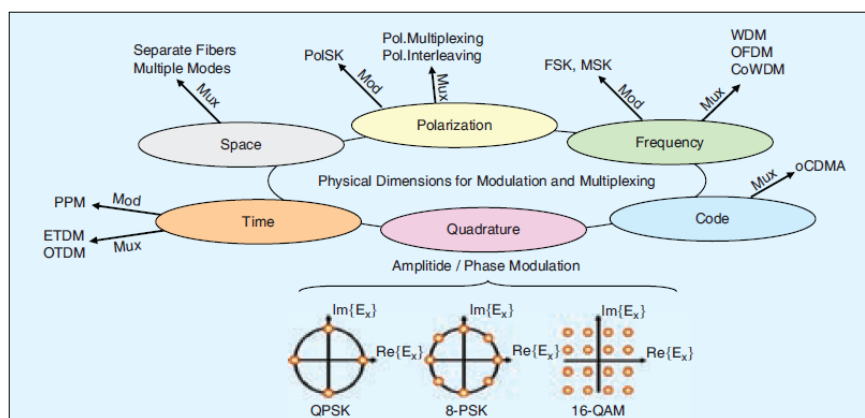 Separate Fibers
Multiple Modes
Mux
PolSK
Mod
Pol.Multiplexing
Pol.Interleaving
Mux
FSK, MSK
Mod
WDM
OFDM
CoWDM
Mux
Space
Polarization
Frequency
Physical Dimensions for Modulation and Multiplexing
oCDMA
Mux
PPM
Mod
ETDM
OTDM
Mux
Time
Quadrature
Code
Amplitide / Phase Modulation
Im{Ex}
Re{Ex}
QPSK
Im{Ex}
Re{Ex}
8-PSK
Im{Ex}
Re{Ex}
16-QAM